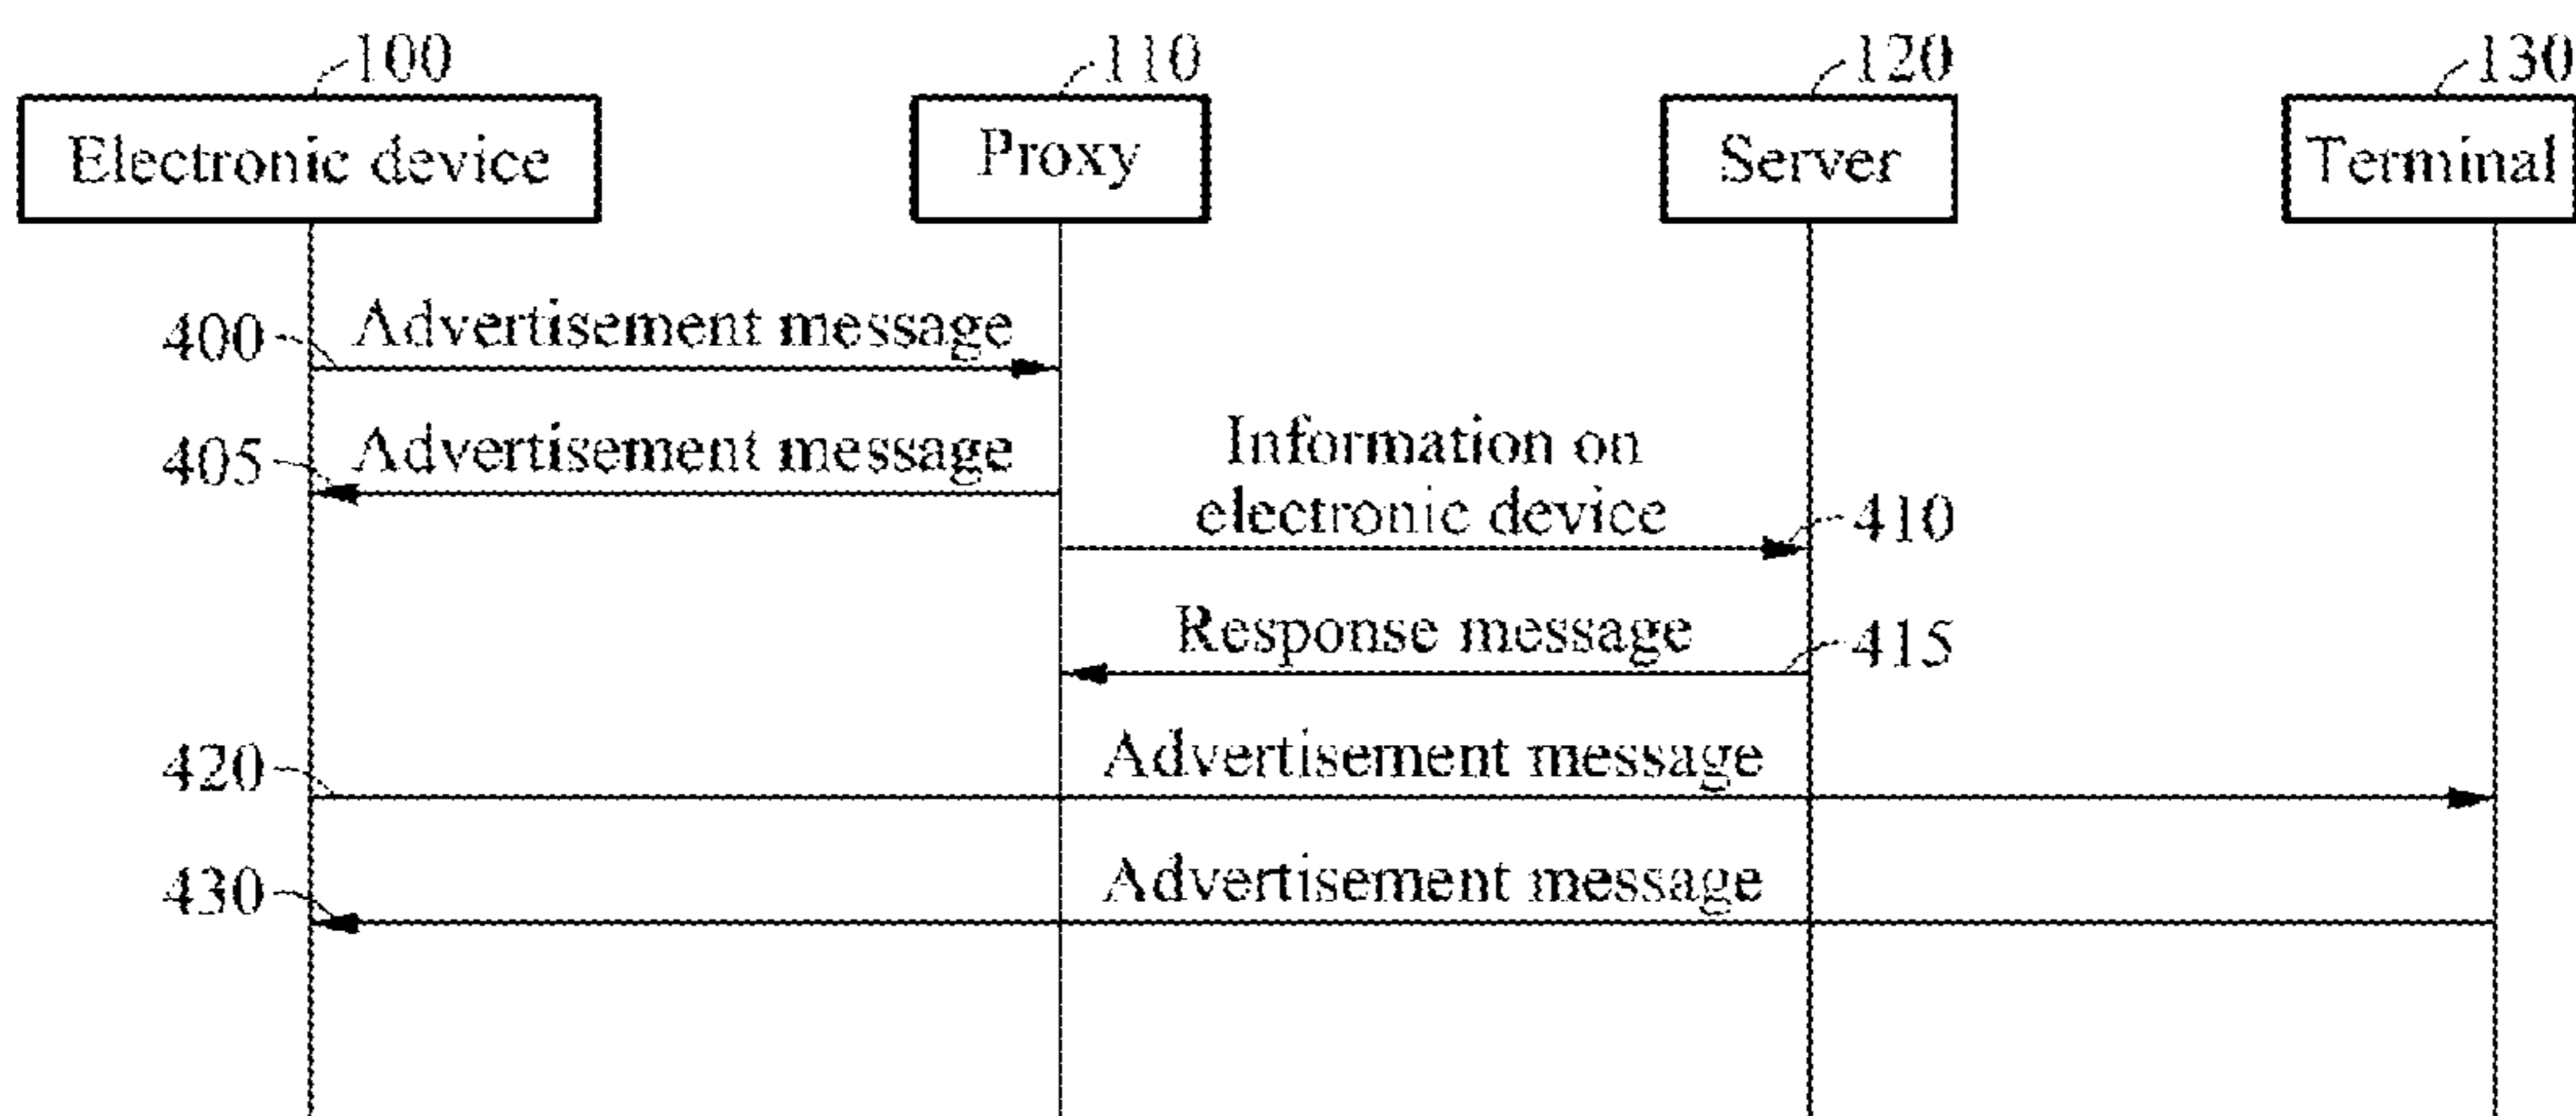 100
110
120
130
Electronic device
Proxy
Server
Terminal
400
Advertisement message
405
Advertisement message
Information on
electronic device
410
Response message
415
420
Advertisement message
430
Advertisement message